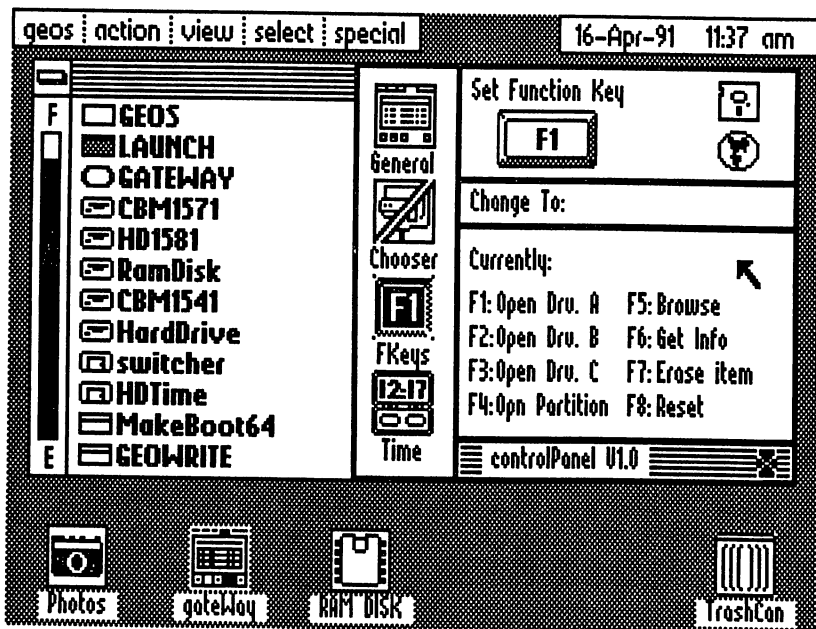 geos action view select special
16-Apr-91 11:37 am
F
GEOS
LAUNCH
GATEWAY
CBM1571
HD1581
RamDisk
CBM1541
HardDrive
switcher
HDTime
MakeBoot64
GEOWRITE
E
General
Chooser
F1
FKeys
12:17
Time
Set Function Key
F1
Change To:
Currently:
F1: Open Drv. A F5: Browse
F2: Open Drv. B F6: Get Info
F3: Open Drv. C F7: Erase item
F4: Opn Partition F8: Reset
controlPanel V1.0
Photos
gateWay
RAM DISK
TrashCan